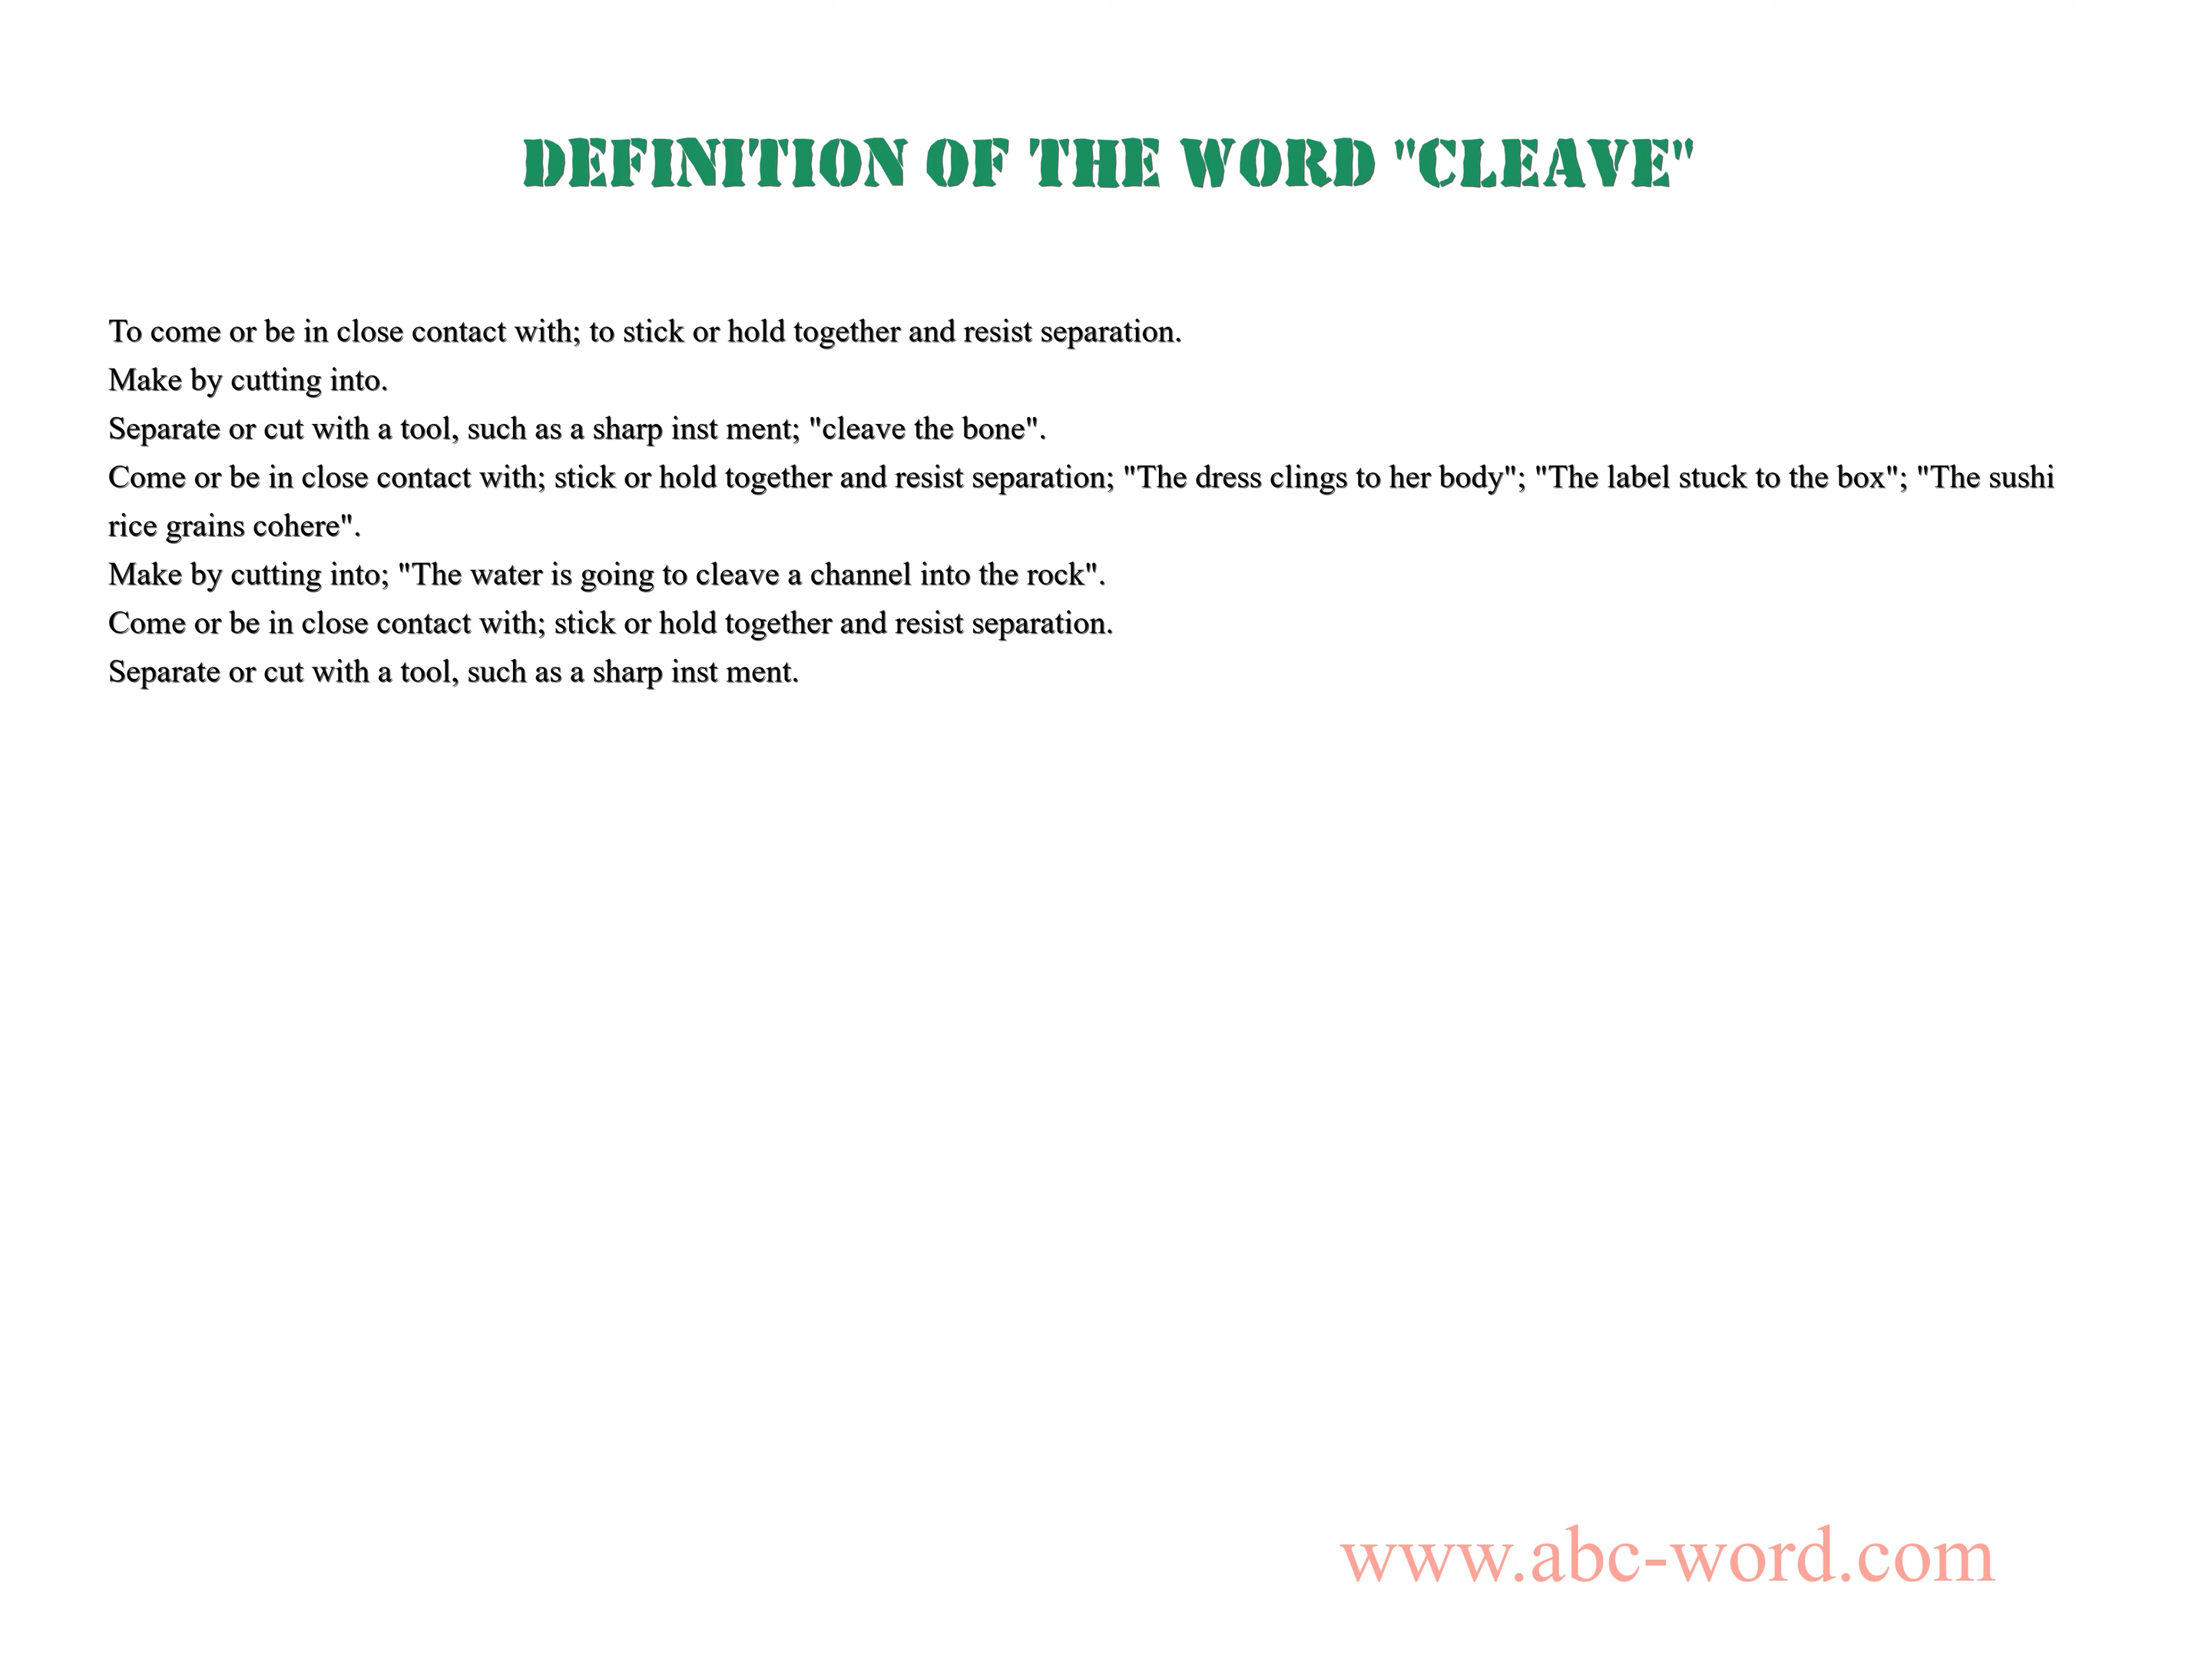 DEFINITION OF THE WORD "CLEAVE"
To come or be in close contact with; to stick or hold together and resist separation.
Make by cutting into.
Separate or cut with a tool, such as a sharp inst ment; "cleave the bone".
Come or be in close contact with; stick or hold together and resist separation; "The dress clings to her body"; "The label stuck to the box"; "The sushi
rice grains cohere".
Make by cutting into; "The water is going to cleave a channel into the rock".
Come or be in close contact with; stick or hold together and resist separation.
Separate or cut with a tool, such as a sharp inst ment.
www.abc-word.com